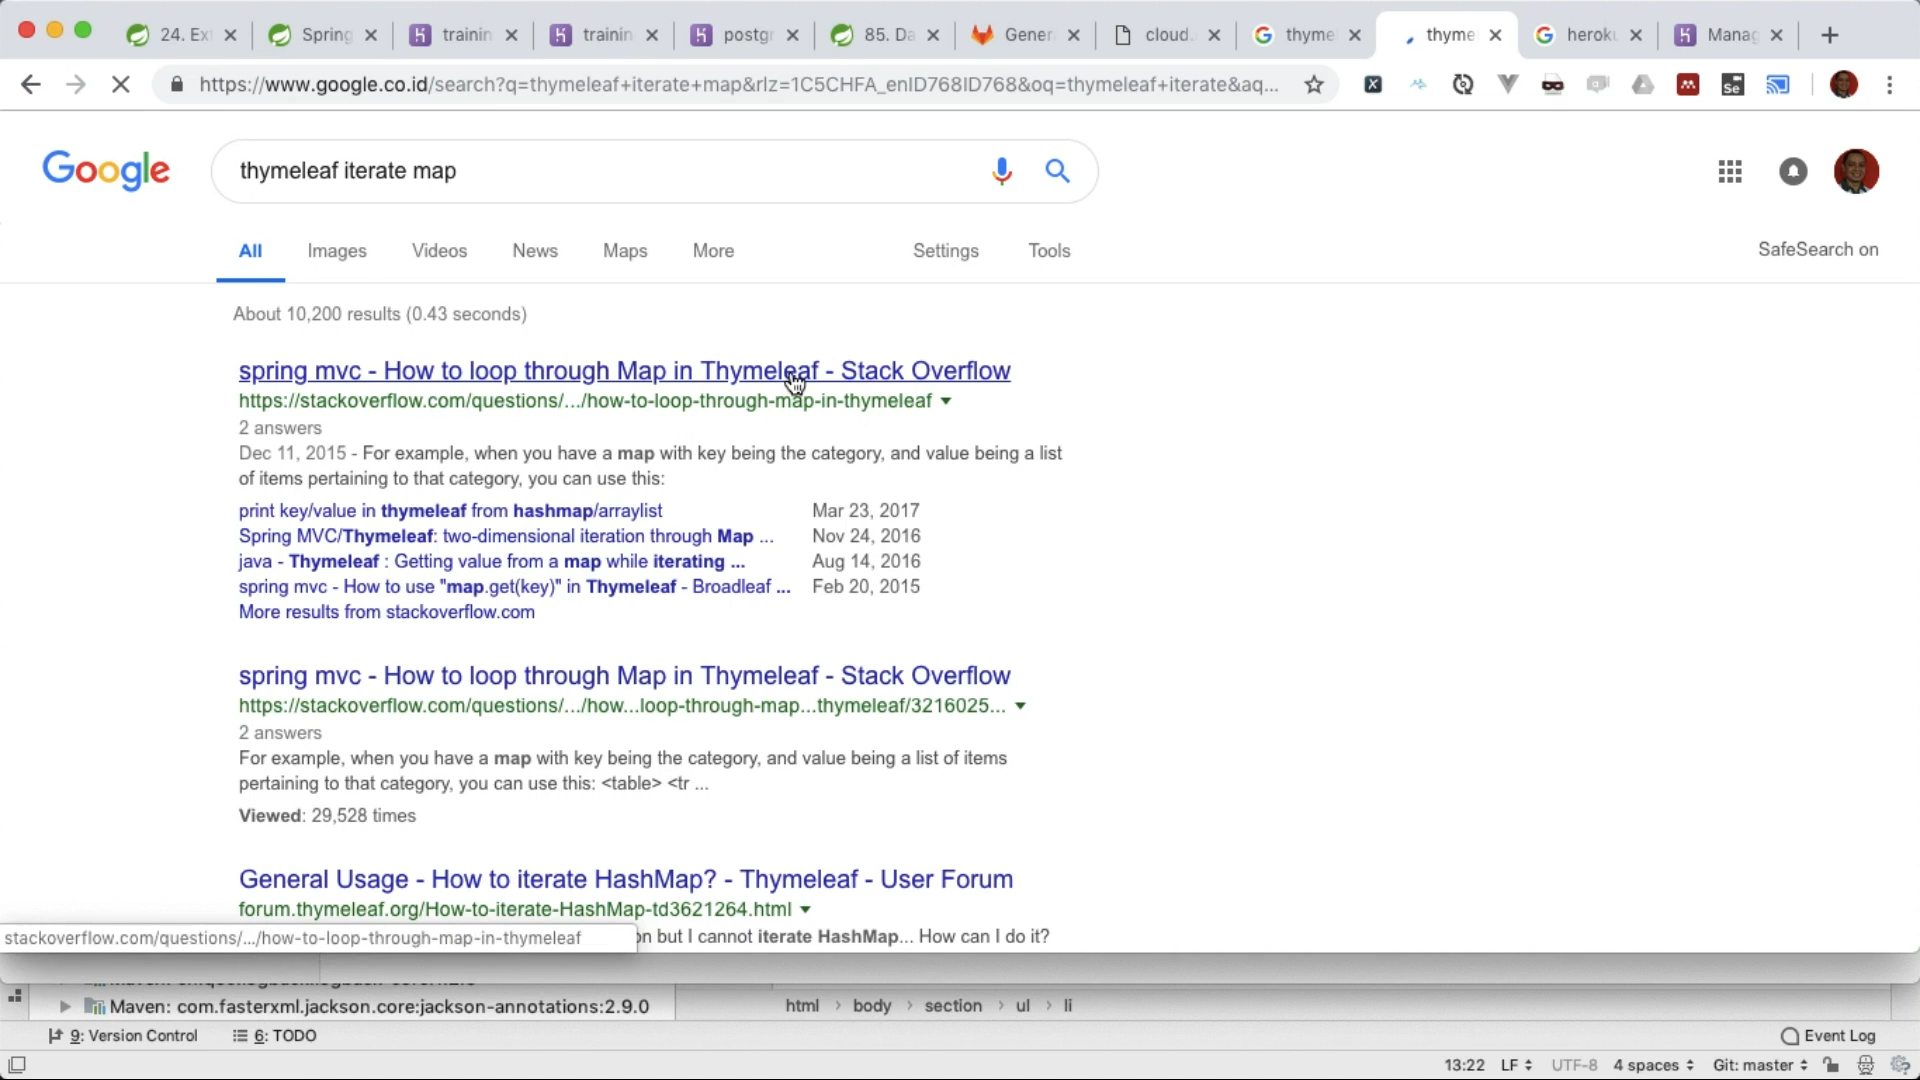 24. Ex
Spring
trainin
trainin
postgr
85. Da
Gener
cloud.
thyme
thyme
heroku
Manag
https://www.google.co.id/search?q=thymeleaf+iterate+map&rlz=1C5CHFA_enID768ID768&oq=thymeleaf+iterate&aq...
Google
thymeleaf iterate map
All Images Videos News Maps More Settings Tools
SafeSearch on
About 10,200 results (0.43 seconds)
spring mvc - How to loop through Map in Thymeleaf - Stack Overflow
https://stackoverflow.com/questions/.../how-to-loop-through-map-in-thymeleaf
2 answers
Dec 11, 2015 - For example, when you have a map with key being the category, and value being a list
of items pertaining to that category, you can use this:
print key/value in thymeleaf from hashmap/arraylist Mar 23, 2017
Spring MVC/Thymeleaf: two-dimensional iteration through Map ... Nov 24, 2016
java - Thymeleaf : Getting value from a map while iterating ... Aug 14, 2016
spring mvc - How to use "map.get(key)" in Thymeleaf - Broadleaf ... Feb 20, 2015
More results from stackoverflow.com
spring mvc - How to loop through Map in Thymeleaf - Stack Overflow
https://stackoverflow.com/questions/.../how...loop-through-map...thymeleaf/3216025...
2 answers
For example, when you have a map with key being the category, and value being a list of items
pertaining to that category, you can use this: <table> <tr ...
Viewed: 29,528 times
General Usage - How to iterate HashMap? - Thymeleaf - User Forum
forum.thymeleaf.org/How-to-iterate-HashMap-td3621264.html
on but I cannot iterate HashMap... How can I do it?
stackoverflow.com/questions/.../how-to-loop-through-map-in-thymeleaf
Maven: com.fasterxml.jackson.core:jackson-annotations:2.9.0
html > body > section > ul > li
9: Version Control 6: TODO
Event Log
13:22 LF UTF-8 4 spaces Git: master